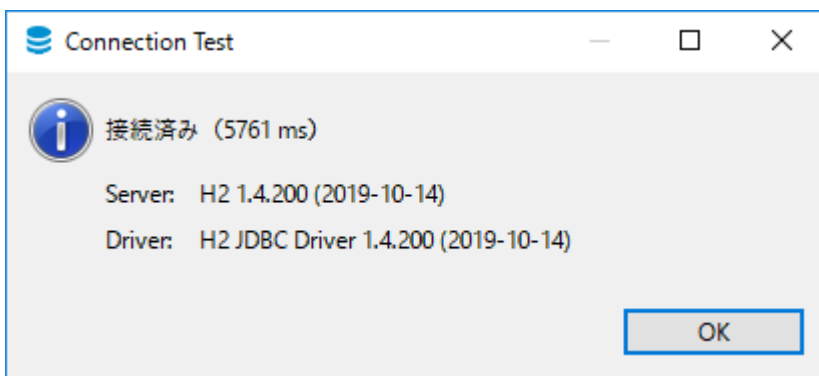 Connection Test
接続済み（5761 ms）
Server: H2 1.4.200 (2019-10-14)
Driver: H2 JDBC Driver 1.4.200 (2019-10-14)
OK